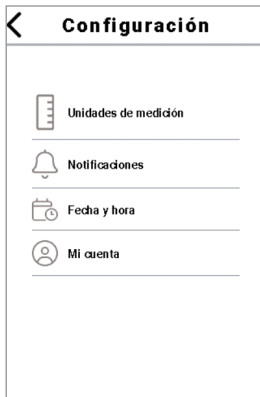 Configuración
Unidades de medición
Notificaciones
Fecha y hora
Mi cuenta